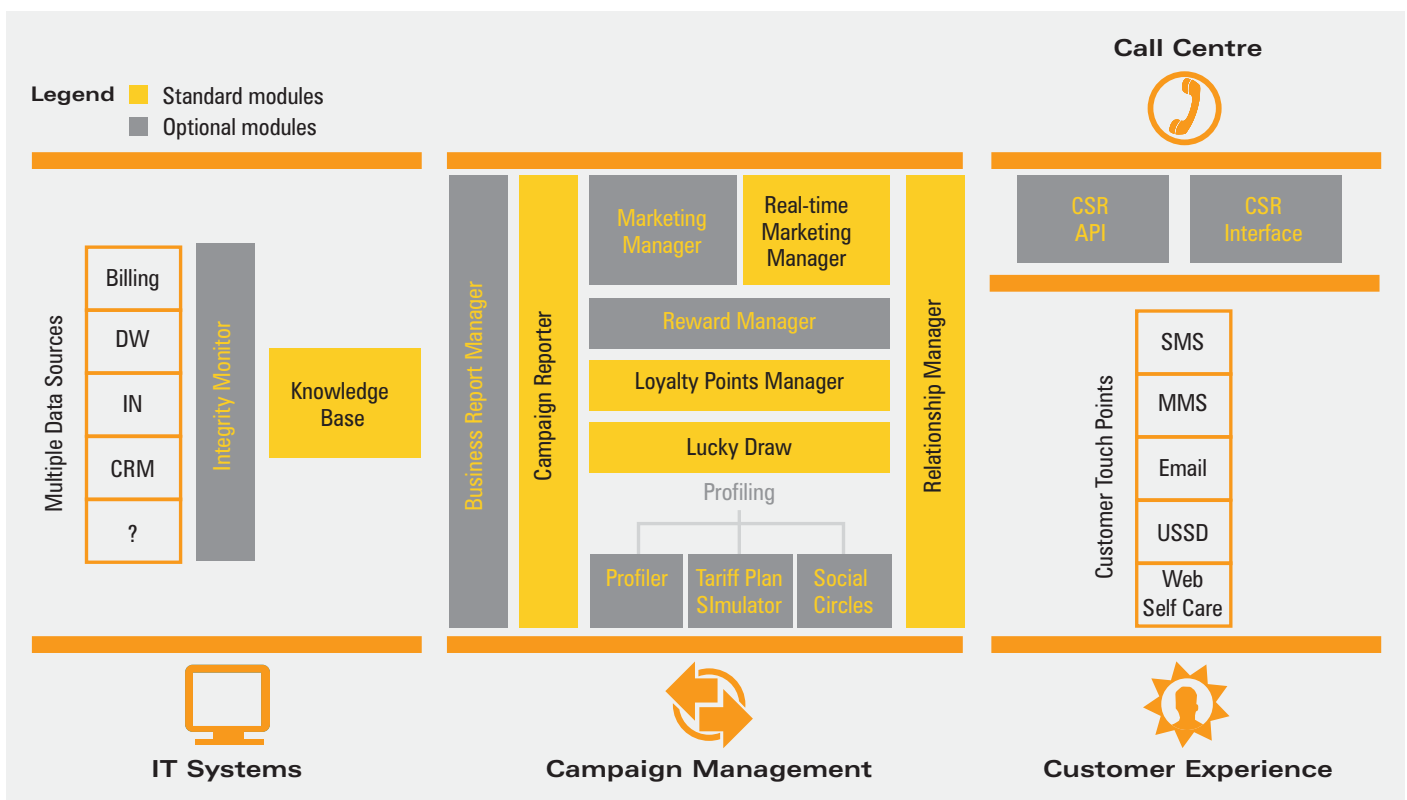 Call Centre
Legend
Standard modules
Optional modules
Multiple Data Sources
Billing
DW
IN
CRM
?
Integrity Monitor
Knowledge
Base
IT Systems
Business Report Manager
Campaign Reporter
Marketing
Manager
Real-time
Marketing
Manager
Reward Manager
Loyalty Points Manager
Lucky Draw
Profiling
Profiler
Tariff Plan
SImulator
Social
Circles
Relationship Manager
Campaign Management
CSR
API
CSR
Interface
Customer Touch Points
SMS
MMS
Email
USSD
Web
Self Care
Customer Experience